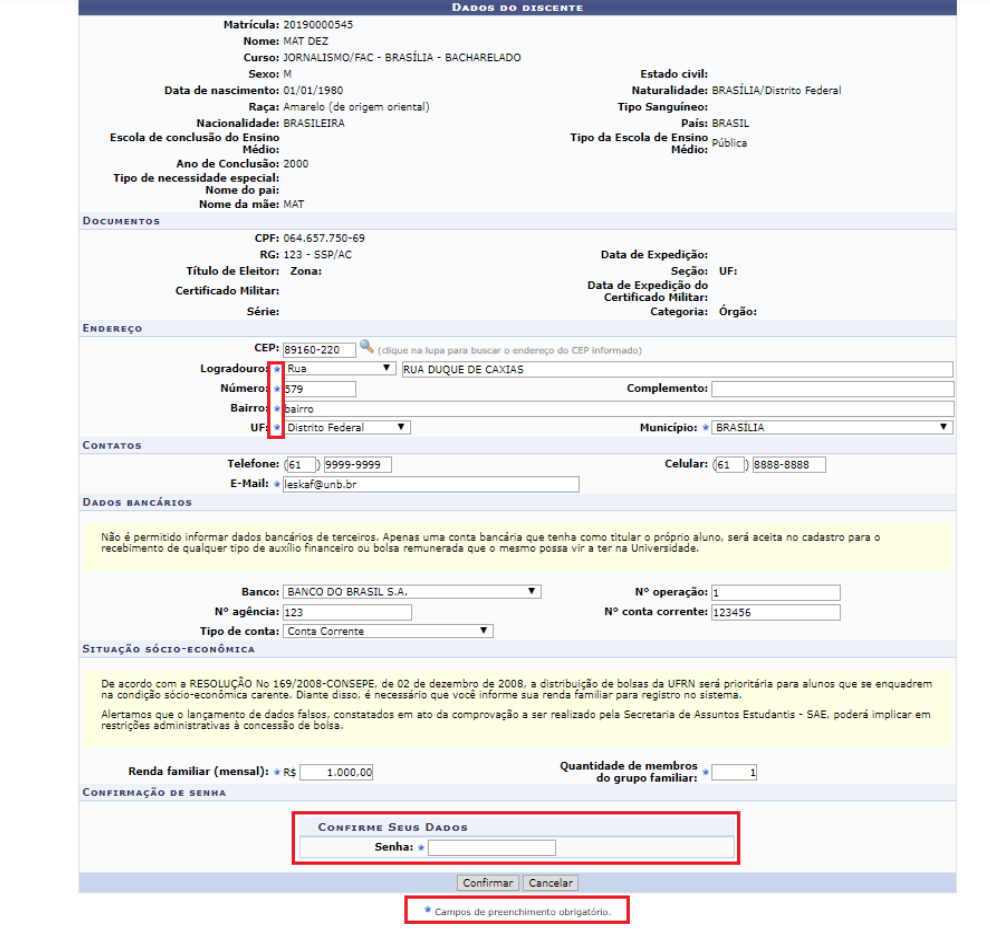 DADOS DO DISCENTE
Matrícula: 20190000545
Nome: MAT DEZ
Curso: JORNALISMO/FAC - BRASÍLIA - BACHARELADO
Sexo: M Estado civil:
Data de nascimento: 01/01/1980 Naturalidade: BRASÍLIA/Distrito Federal
Raça: Amarelo (de origem oriental) Tipo Sanguíneo:
Nacionalidade: BRASILEIRA País: BRASIL
Escola de conclusão do Ensino Médio: Tipo da Escola de Ensino Médio: Pública
Ano de Conclusão: 2000
Tipo de necessidade especial:
Nome do pai:
Nome da mãe: MAT
DOCUMENTOS
CPF: 064.657.750-69
RG: 123 - SSP/AC Data de Expedição:
Título de Eleitor: Zona: Seção: UF:
Certificado Militar: Data de Expedição do Certificado Militar:
Série: Categoria: Órgão:
ENDEREÇO
CEP: 89160-220 (clique na lupa para buscar o endereço do CEP informado)
Logradouro: ★ Rua ▼ RUA DUQUE DE CAXIAS
Número: ★ 579 Complemento:
Bairro: ★ bairro
UF: ★ Distrito Federal ▼ Município: ★ BRASÍLIA ▼
CONTATOS
Telefone: (61 ) 9999-9999 Celular: (61 ) 8888-8888
E-Mail: ★ leskaf@unb.br
DADOS BANCÁRIOS
Não é permitido informar dados bancários de terceiros. Apenas uma conta bancária que tenha como titular o próprio aluno, será aceita no cadastro para o
recebimento de qualquer tipo de auxílio financeiro ou bolsa remunerada que o mesmo possa vir a ter na Universidade.
Banco: BANCO DO BRASIL S.A. ▼ Nº operação: 1
Nº agência: 123 Nº conta corrente: 123456
Tipo de conta: Conta Corrente ▼
SITUAÇÃO SÓCIO-ECONÔMICA
De acordo com a RESOLUÇÃO No 169/2008-CONSEPE, de 02 de dezembro de 2008, a distribuição de bolsas da UFRN será prioritária para alunos que se enquadrem
na condição sócio-econômica carente. Diante disso, é necessário que você informe sua renda familiar para registro no sistema.
Alertamos que o lançamento de dados falsos, constatados em ato da comprovação a ser realizado pela Secretaria de Assuntos Estudantis - SAE, poderá implicar em
restrições administrativas à concessão de bolsa.
Renda familiar (mensal): ★ R$ 1.000,00 Quantidade de membros do grupo familiar: ★ 1
CONFIRMAÇÃO DE SENHA
CONFIRME SEUS DADOS
Senha: ★
Confirmar Cancelar
★ Campos de preenchimento obrigatório.